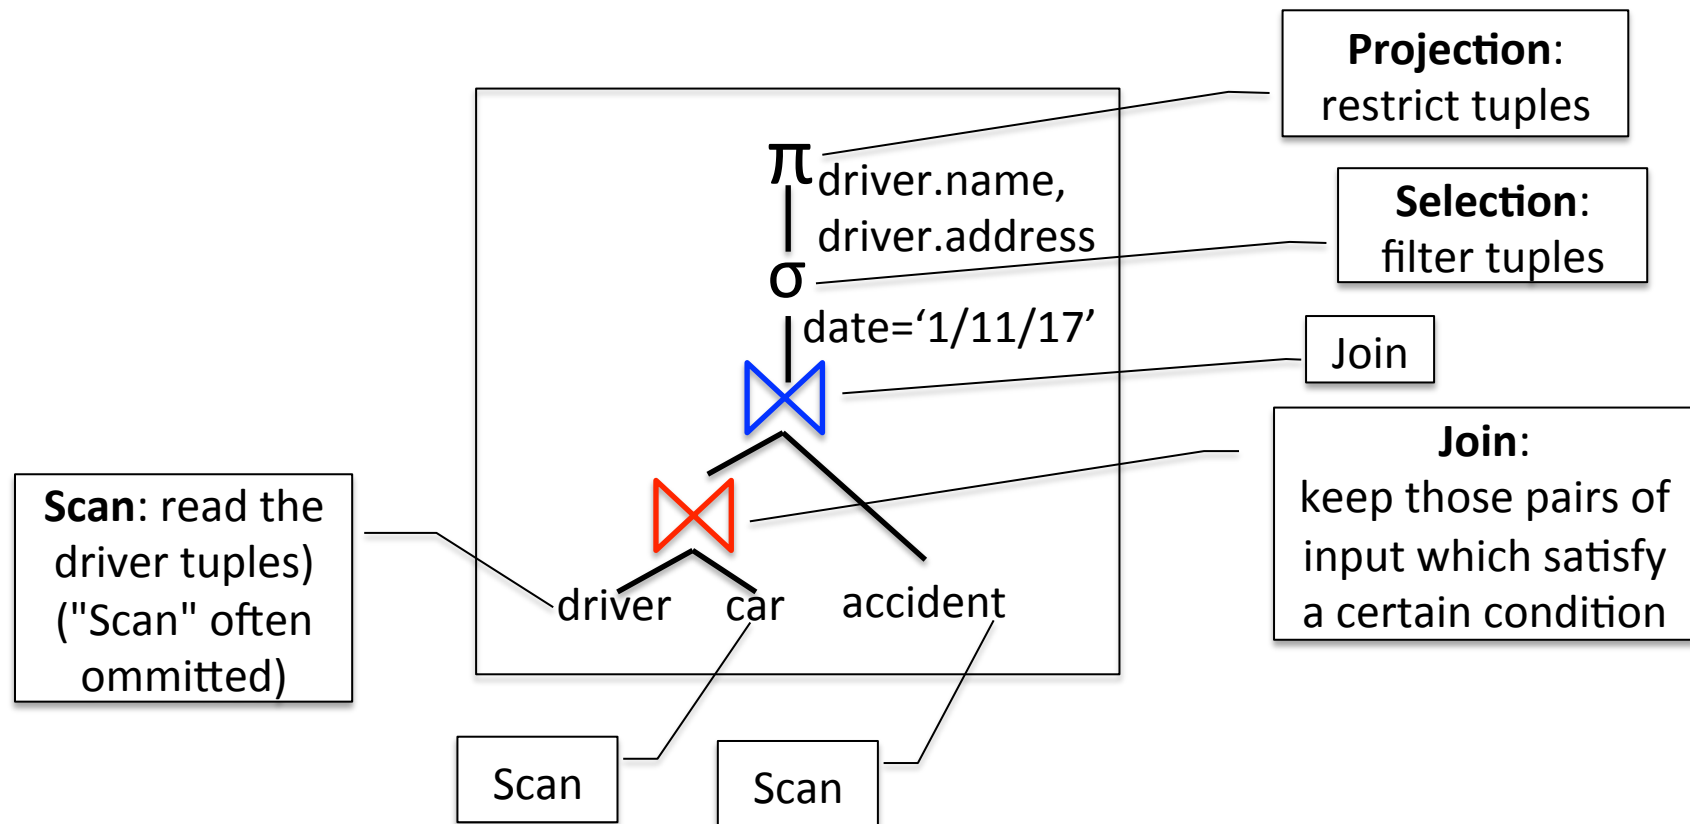 Projection:
restrict tuples
π
driver.name,
driver.address
Selection:
filter tuples
σ
date=‘1/11/17’
Join
Join:
keep those pairs of
input which satisfy
a certain condition
Scan: read the
driver tuples)
("Scan" often
ommitted)
driver
car
accident
Scan
Scan